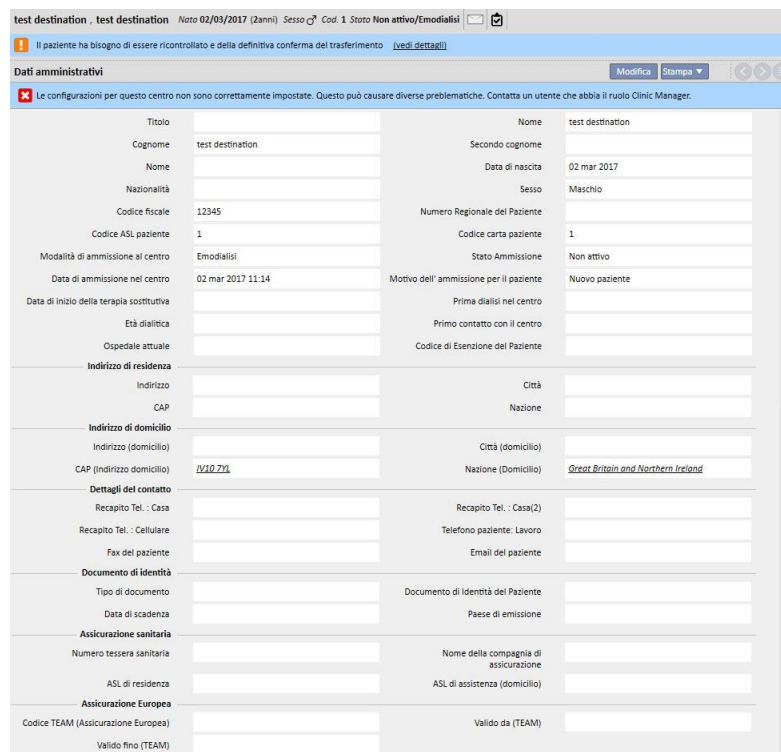 test destination , test destination Nato 02/03/2017 (2anni) Sesso ♂ Cod. 1 Stato Non attivo/Emodialisi
Il paziente ha bisogno di essere ricontrollato e della definitiva conferma del trasferimento (vedi dettagli)
Dati amministrativi Modifica Stampa ▼
Le configurazioni per questo centro non sono correttamente impostate. Questo può causare diverse preblematiche. Contatta un utente che abbia il ruolo Clinic Manager.
Titolo Nome test destination
Cognome test destination Secondo cognome
Nome Data di nascita 02 mar 2017
Nazionalità Sesso Maschio
Codice fiscale 12345 Numero Regionale del Paziente
Codice ASL paziente 1 Codice carta paziente 1
Modalità di ammissione al centro Emodialisi Stato Ammissione Non attivo
Data di ammissione nel centro 02 mar 2017 11:14 Motivo dell' ammissione per il paziente Nuovo paziente
Data di inizio della terapia sostitutiva Prima dialisi nel centro
Età dialitica Primo contatto con il centro
Ospedale attuale Codice di Esenzione del Paziente
Indirizzo di residenza
Indirizzo Città
CAP Nazione
Indirizzo di domicilio
Indirizzo (domicilio) Città (domicilio)
CAP (Indirizzo domicilio) IV10 7YL Nazione (Domicilio) Great Britain and Northern Ireland
Dettagli del contatto
Recapito Tel. : Casa Recapito Tel. : Casa(2)
Recapito Tel. : Cellulare Telefono paziente: Lavoro
Fax del paziente Email del paziente
Documento di identità
Tipo di documento Documento di Identità del Paziente
Data di scadenza Paese di emissione
Assicurazione sanitaria
Numero tessera sanitaria Nome della compagnia di
assicurazione
ASL di residenza ASL di assistenza (domicilio)
Assicurazione Europea
Codice TEAM (Assicurazione Europea) Valido da (TEAM)
Valido fino (TEAM)